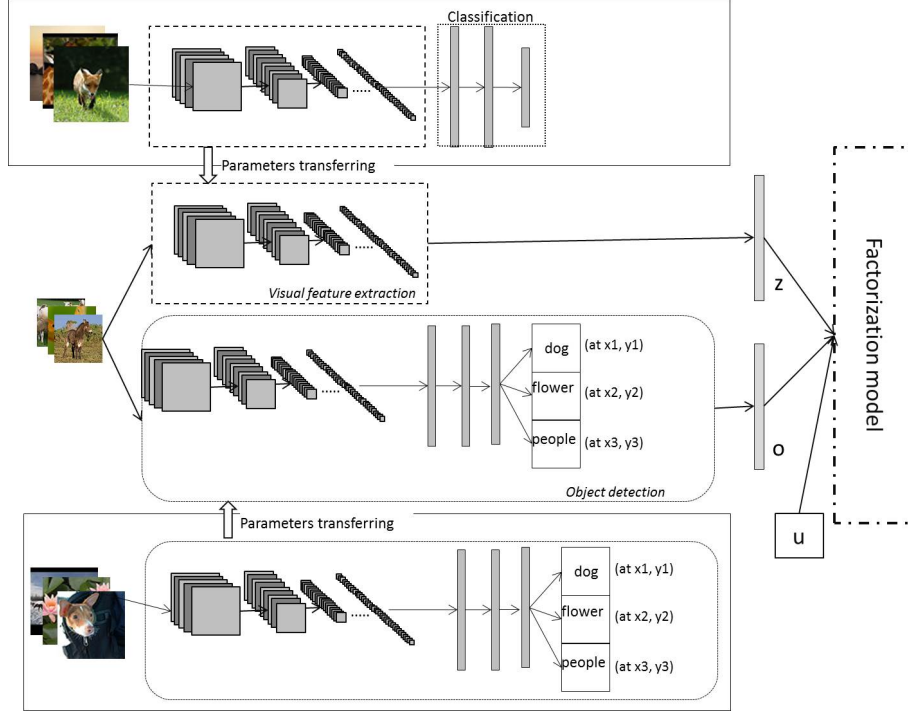 Classification
.....
Parameters transferring
.....
Visual feature extraction
z
dog (at x1, y1)
flower (at x2, y2)
people (at x3, y3)
.....
Object detection
o
Factorization model
u
Parameters transferring
dog (at x1, y1)
flower (at x2, y2)
people (at x3, y3)
.....